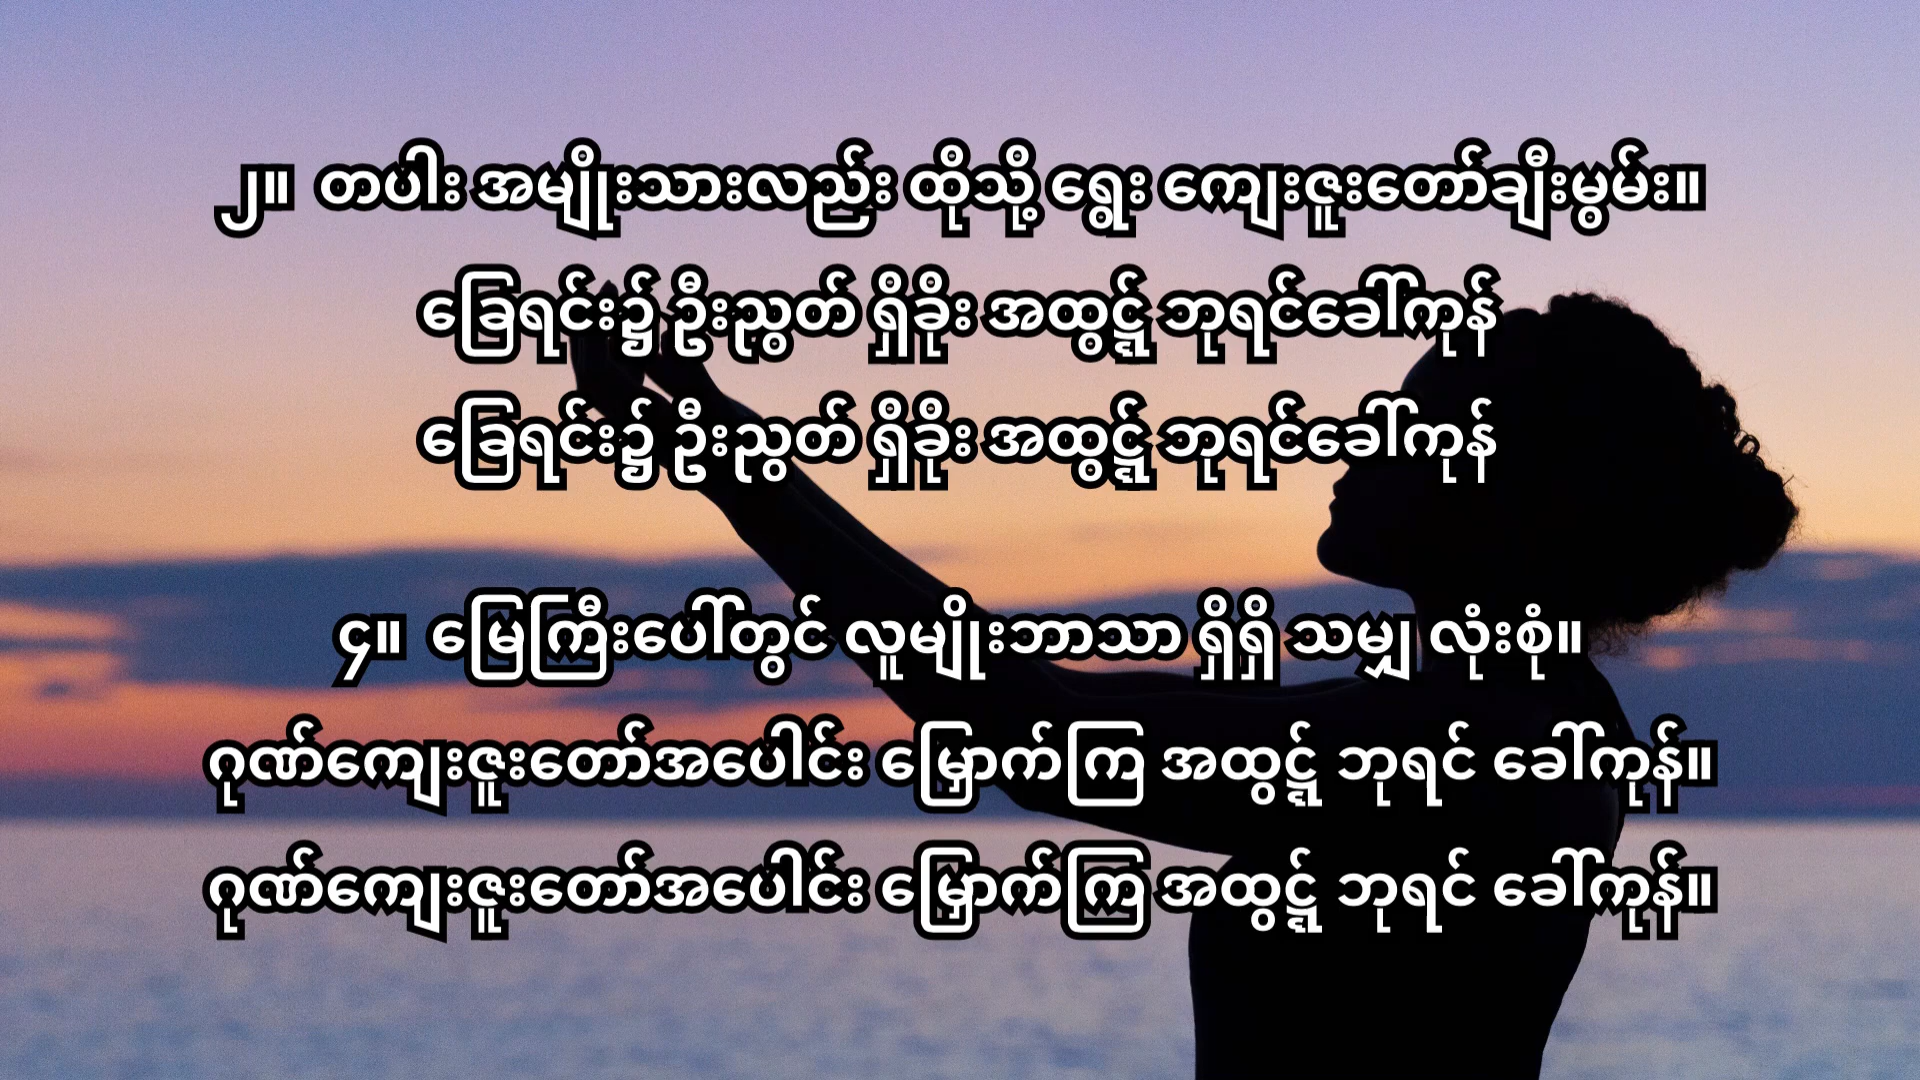 ၂။ တပါး အမျိုးသားလည်း ထိုသို့ ရွေး ကျေးဇူးတော်ချီးမွမ်း။
ခြေရင်း၌ ဦးညွတ် ရှိခိုး အထွဋ် ဘုရင်ခေါ်ကုန်
ခြေရင်း၌ ဦးညွတ် ရှိခိုး အထွဋ် ဘုရင်ခေါ်ကုန်
၄။ မြေကြီးပေါ်တွင် လူမျိုးဘာသာ ရှိရှိ သမျှ လုံးစုံ။
ဂုဏ်ကျေးဇူးတော်အပေါင်း မြှောက်ကြ အထွဋ် ဘုရင် ခေါ်ကုန်။
ဂုဏ်ကျေးဇူးတော်အပေါင်း မြှောက်ကြ အထွဋ် ဘုရင် ခေါ်ကုန်။